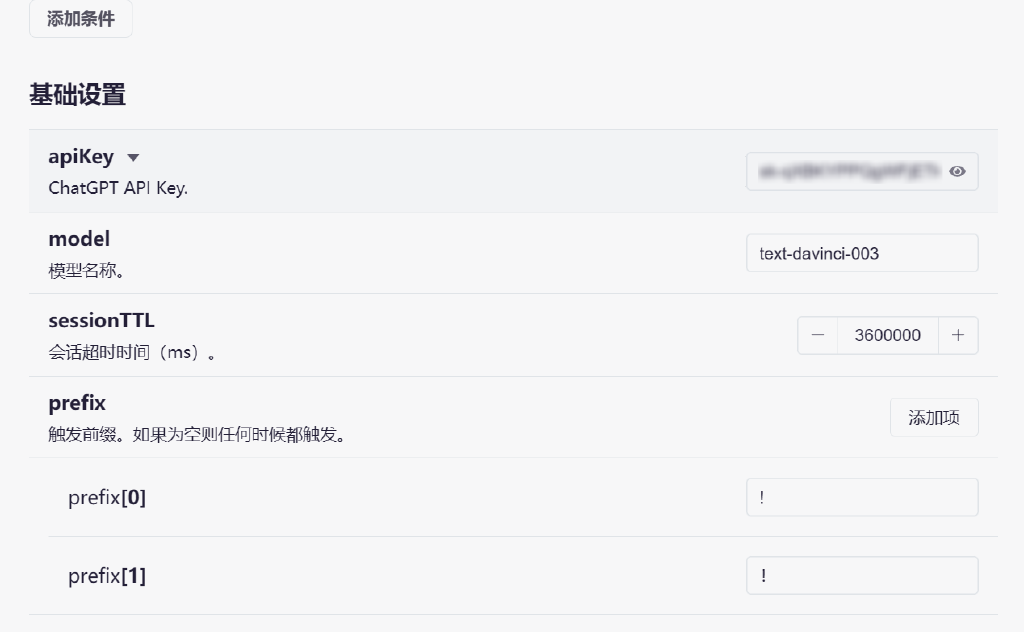 添加条件
基础设置
apiKey
ChatGPT API Key.
model
模型名称。
text-davinci-003
sessionTTL
会话超时时间（ms）。
3600000
prefix
触发前缀。如果为空则任何时候都触发。
添加项
prefix[0]
!
prefix[1]
！